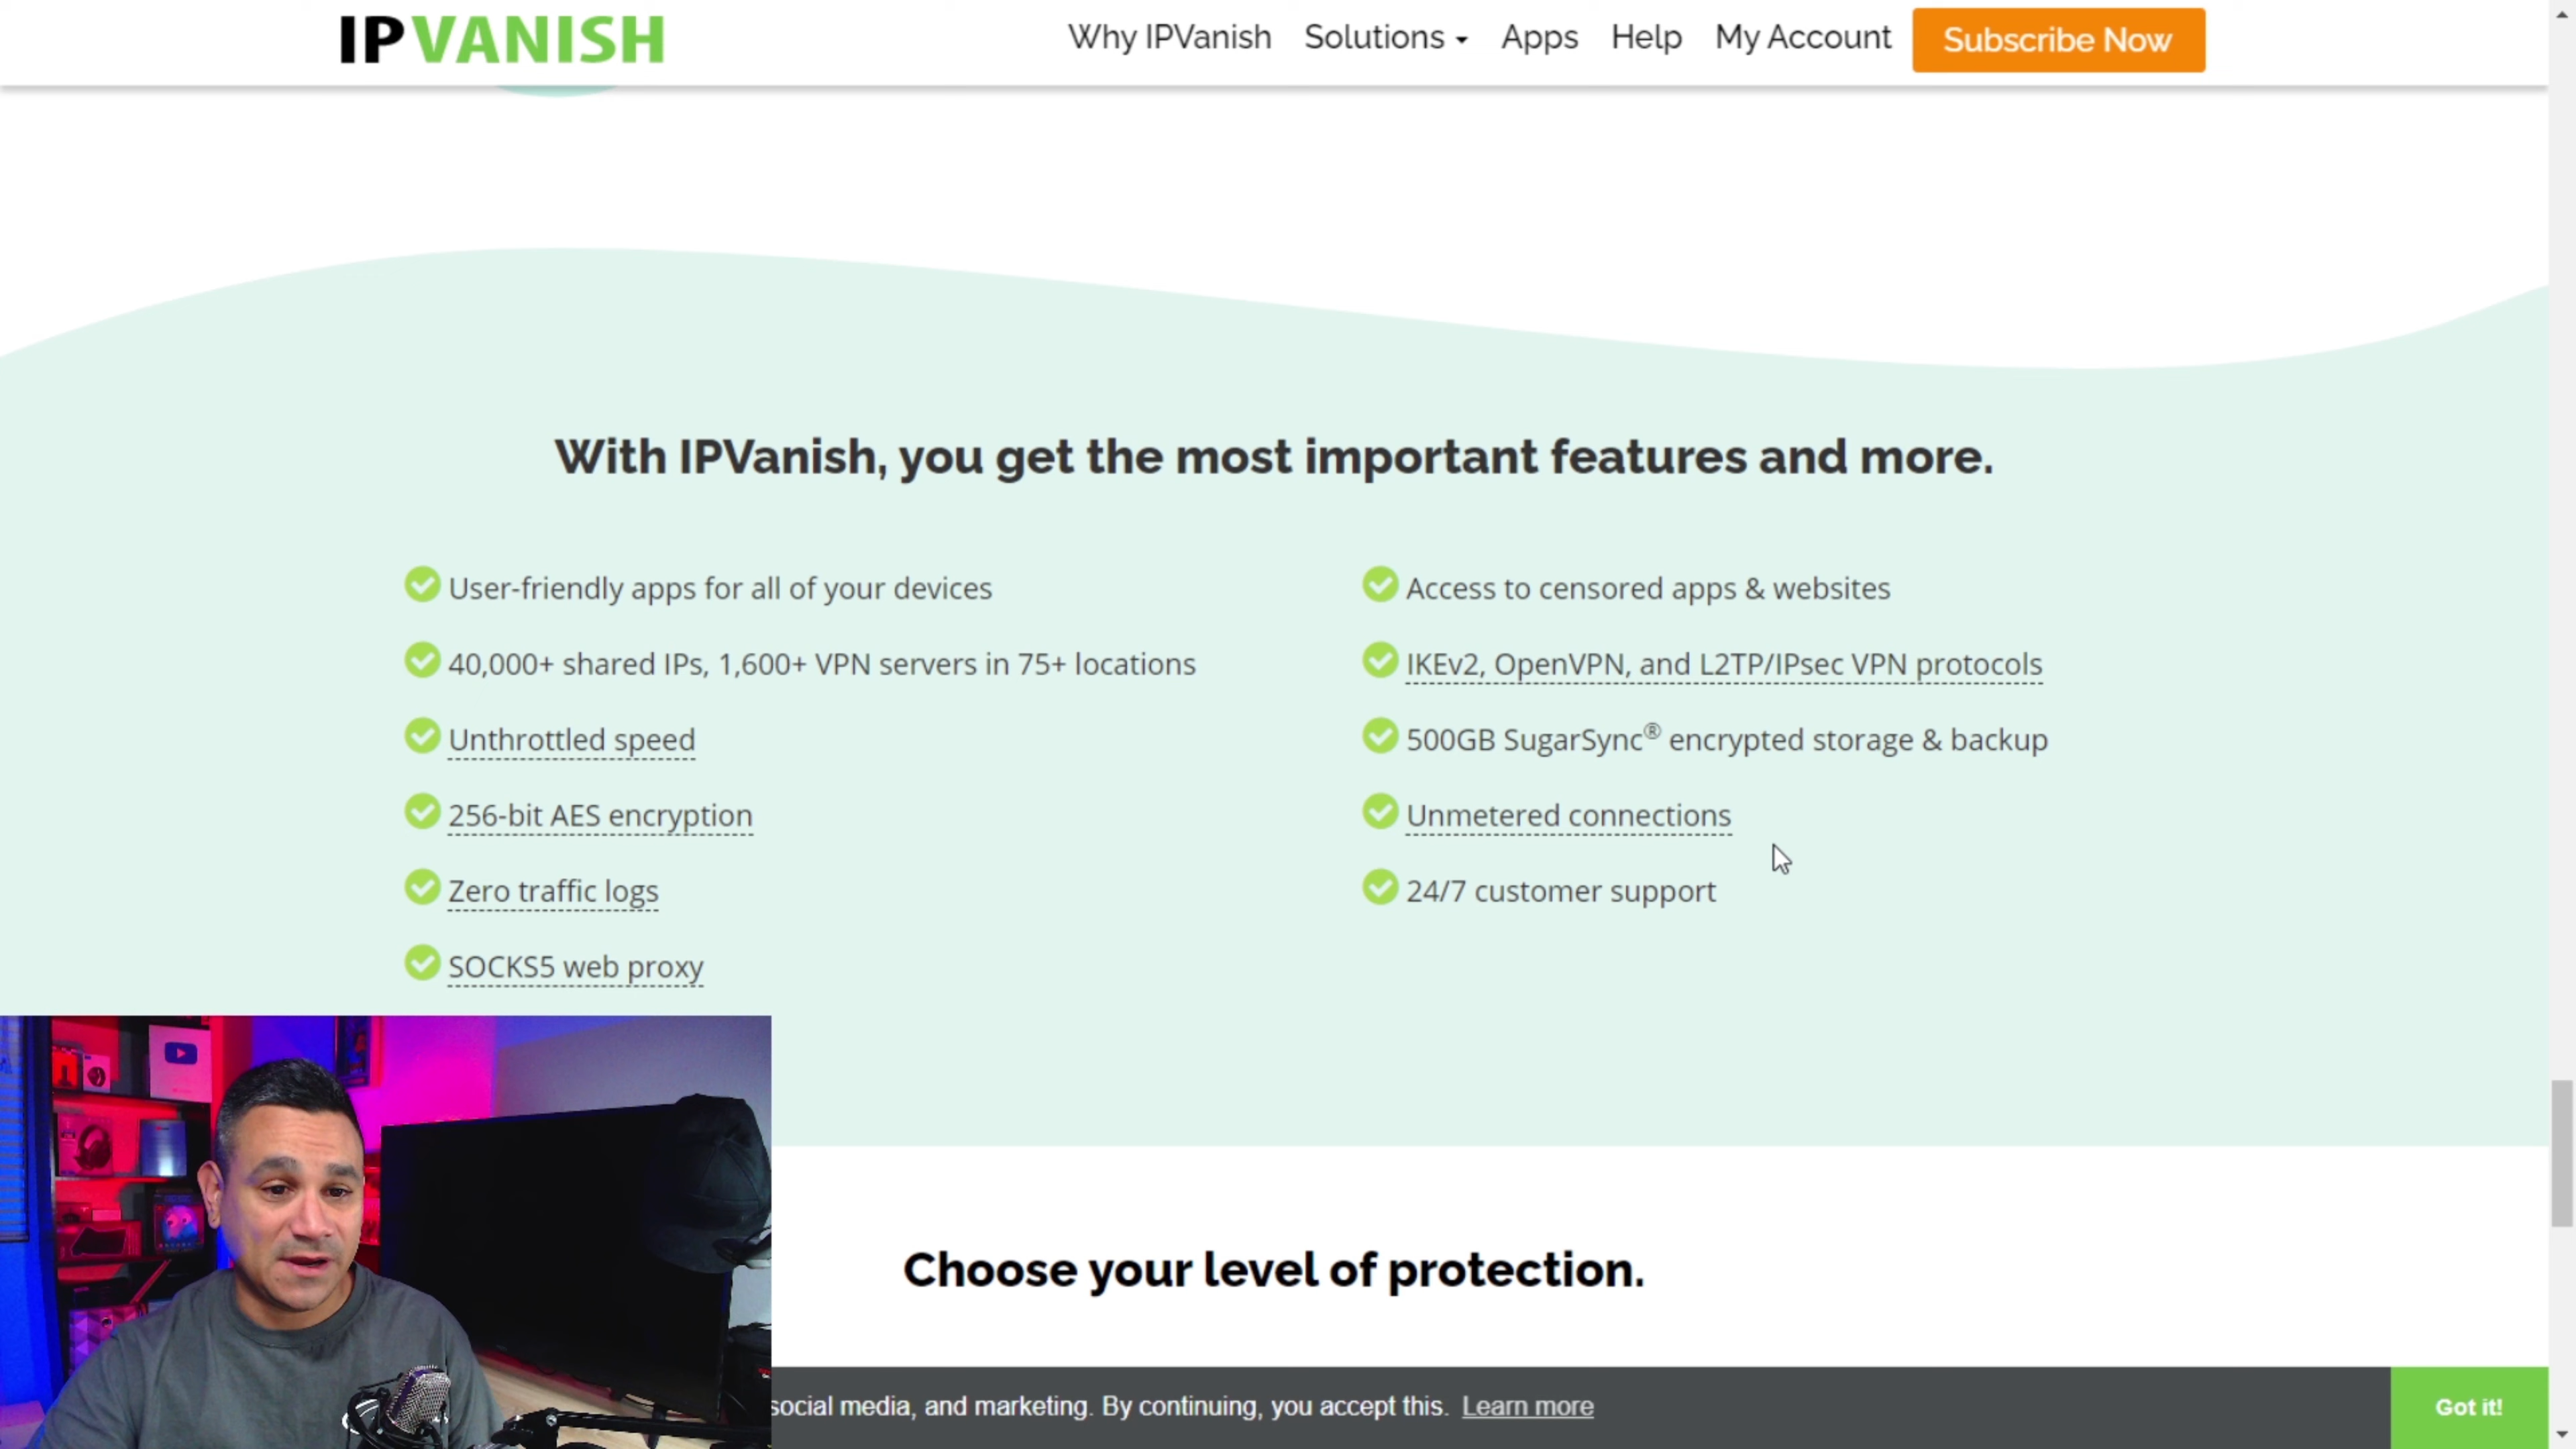 IPVANISH
Why IPVanish Solutions Apps Help My Account Subscribe Now
With IPVanish, you get the most important features and more.
User-friendly apps for all of your devices
40,000+ shared IPs, 1,600+ VPN servers in 75+ locations
Unthrottled speed
256-bit AES encryption
Zero traffic logs
SOCKS5 web proxy
Access to censored apps & websites
IKEv2, OpenVPN, and L2TP/IPsec VPN protocols
500GB SugarSync® encrypted storage & backup
Unmetered connections
24/7 customer support
Choose your level of protection.
social media, and marketing. By continuing, you accept this. Learn more
Got it!